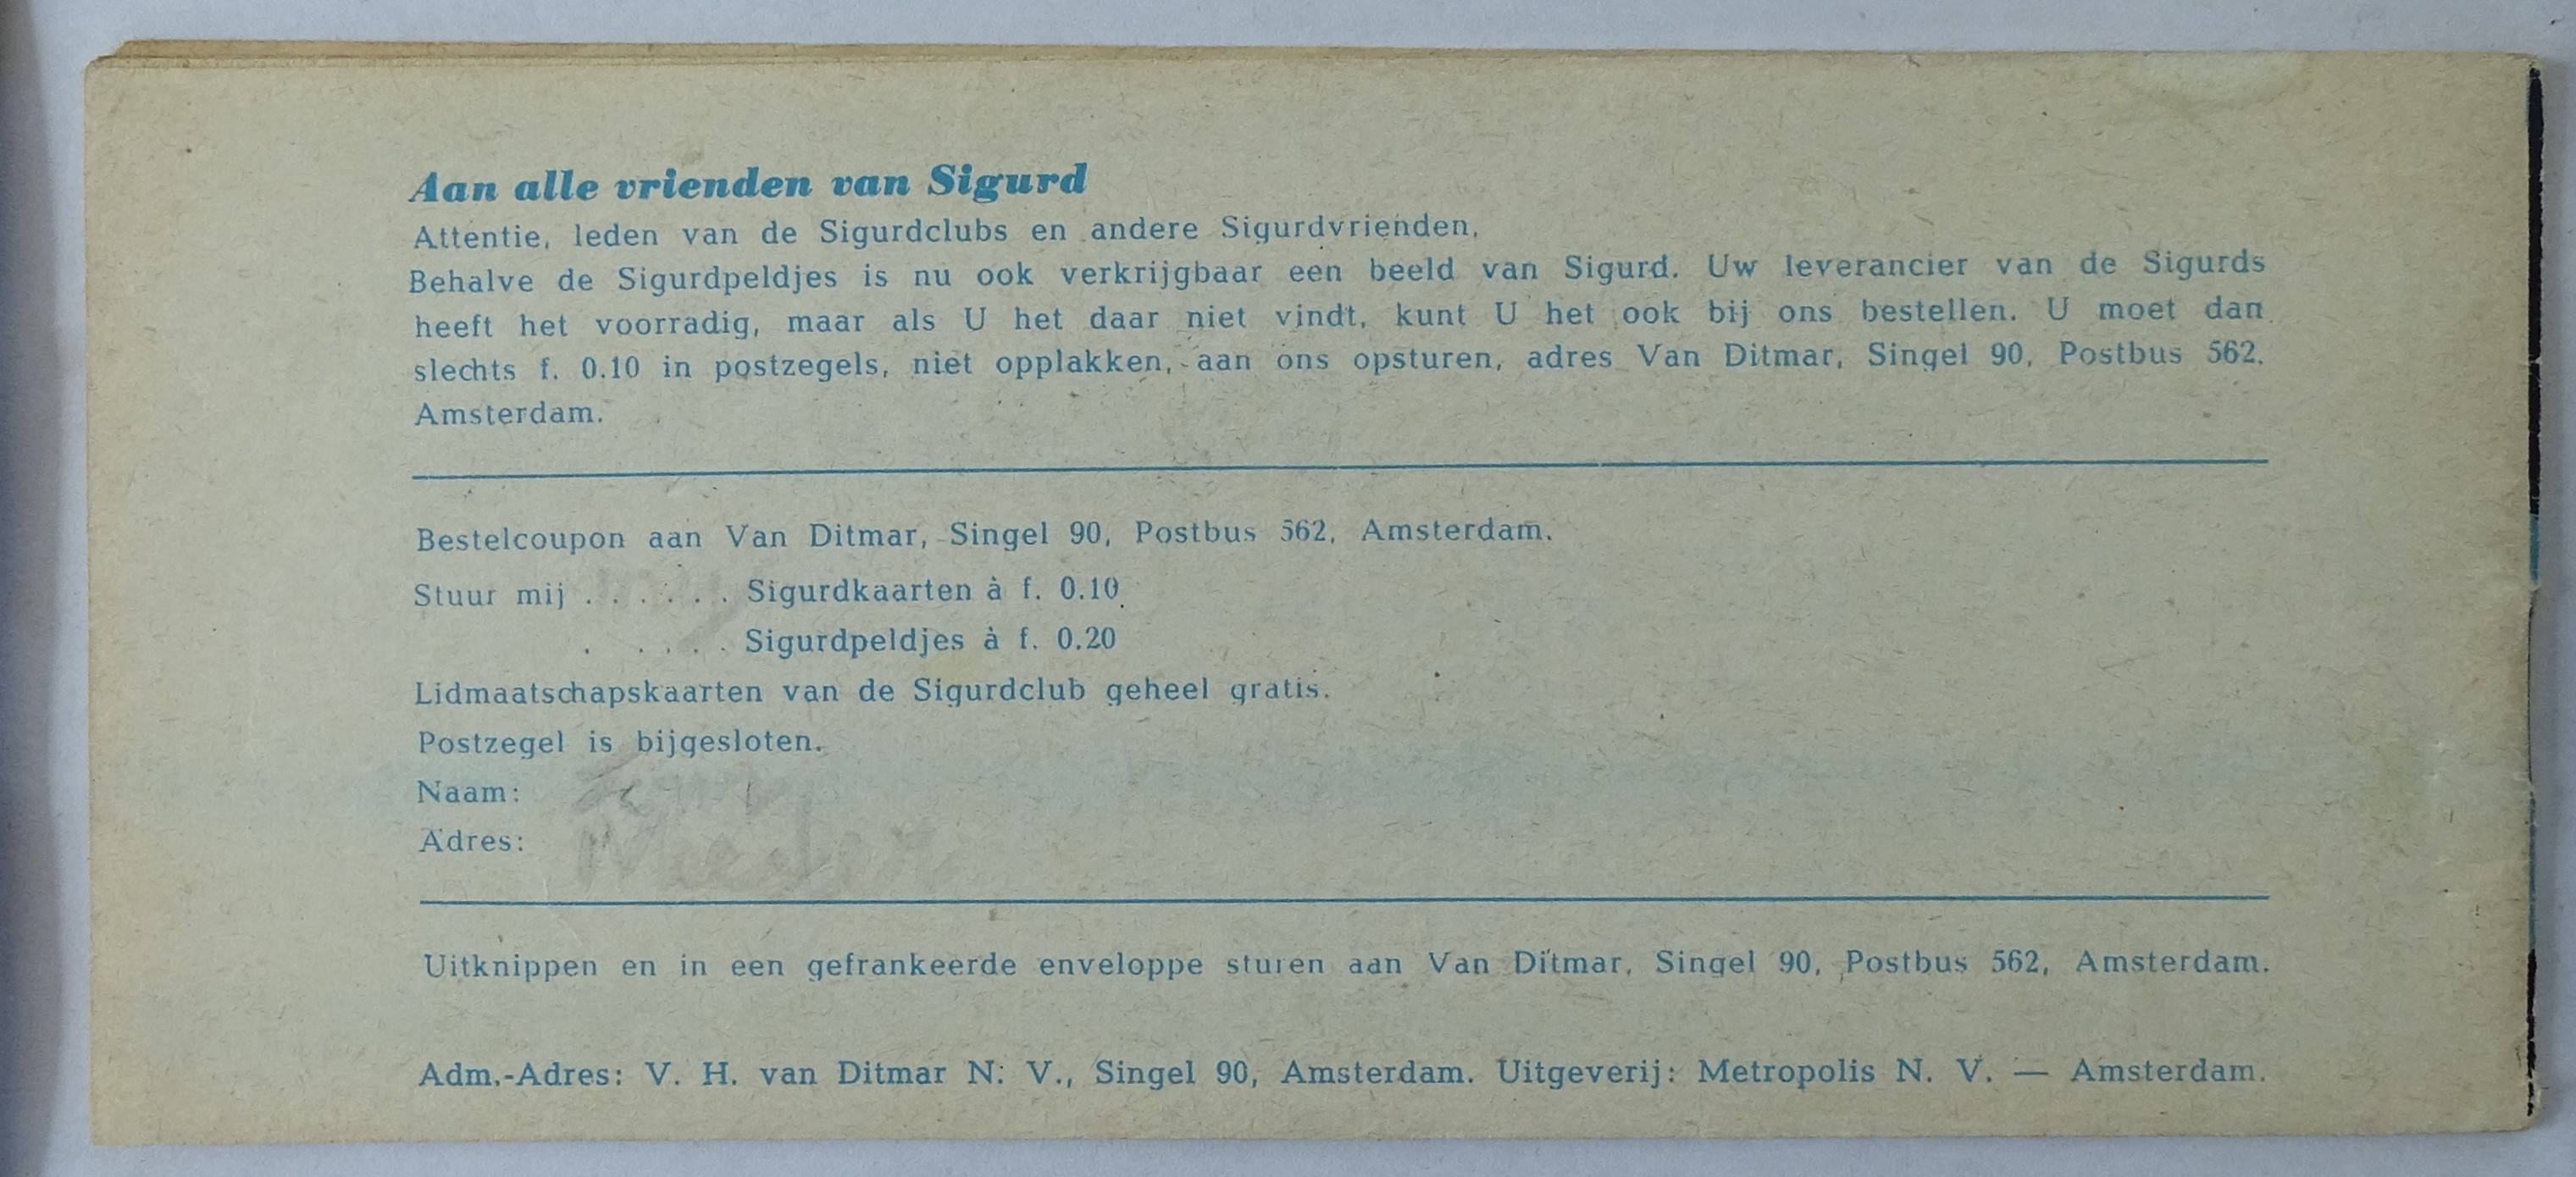 Aan alle vrienden van Sigurd
Attentie, leden van de Sigurdclubs en andere Sigurdvrienden,
Behalve de Sigurdpeldjes is nu ook verkrijgbaar een beeld van Sigurd. Uw leverancier van de Sigurds
heeft het voorradig, maar als U het daar niet vindt, kunt U het ook bij ons bestellen. U moet dan
slechts f. 0.10 in postzegels, niet opplakken, aan ons opsturen, adres Van Ditmar, Singel 90, Postbus 562,
Amsterdam.
Bestelcoupon aan Van Ditmar, Singel 90, Postbus 562, Amsterdam.
Stuur mij . . . . . . Sigurdkaarten à f. 0.10
. . . . . Sigurdpeldjes à f. 0.20
Lidmaatschapskaarten van de Sigurdclub geheel gratis.
Postzegel is bijgesloten.
Naam:
Adres:
Uitknippen en in een gefrankeerde enveloppe sturen aan Van Ditmar, Singel 90, Postbus 562, Amsterdam.
Adm.-Adres: V. H. van Ditmar N. V., Singel 90, Amsterdam. Uitgeverij: Metropolis N. V. — Amsterdam.